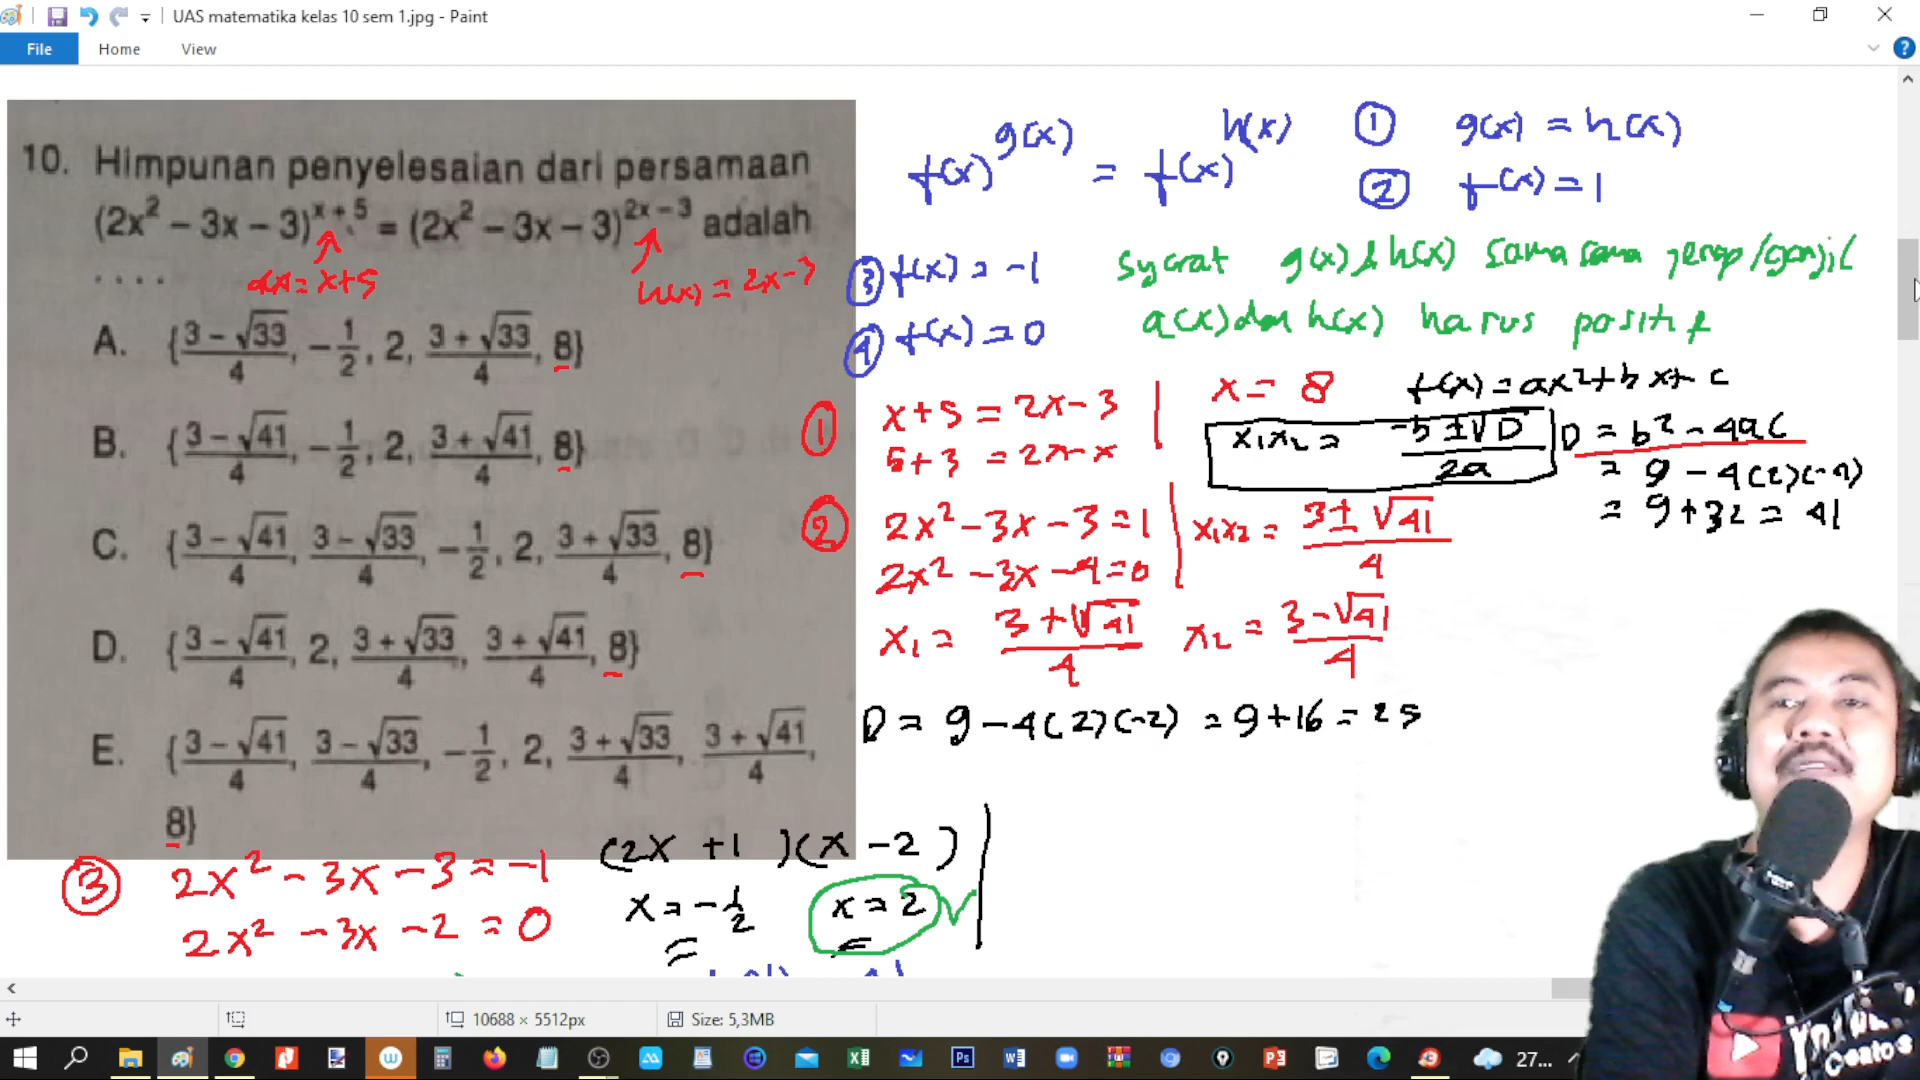 UAS matematika kelas 10 sem 1.jpg - Paint
File Home View
10. Himpunan penyelesaian dari persamaan
(2x² – 3x – 3)^(x + 5) = (2x² – 3x – 3)^(2x – 3) adalah
. . . .
h(x) = 2x-3
A. {(3 – √33)/4, –1/2, 2, (3 + √33)/4, 8}
B. {(3 – √41)/4, –1/2, 2, (3 + √41)/4, 8}
C. {(3 – √41)/4, (3 – √33)/4, –1/2, 2, (3 + √33)/4, 8}
D. {(3 – √41)/4, 2, (3 + √33)/4, (3 + √41)/4, 8}
E. {(3 – √41)/4, (3 – √33)/4, –1/2, 2, (3 + √33)/4, (3 + √41)/4,
8}
f(x)^g(x) = f(x)^h(x)
① g(x) = h(x)
② f(x) = 1
③ f(x) = -1 syarat g(x) & h(x) sama sama genap/ganjil
④ f(x) = 0 g(x) dan h(x) harus positif
① x+5 = 2x-3
5+3 = 2x-x
x = 8
f(x) = ax²+bx+c
x₁x₂ = (-b±√D)/2a
D = b²-4ac
= 9-4(2)(-4)
= 9+32 = 41
② 2x²-3x-3=1
2x²-3x-4=0
x₁x₂ = (3±√41)/4
x₁ = (3+√41)/4 x₂ = (3-√41)/4
D = 9-4(2)(-2) = 9+16 = 25
③ 2x²-3x-3=-1
2x²-3x-2=0
(2x+1)(x-2)
x=-1/2 x=2
10688 × 5512px
Size: 5,3MB
27...